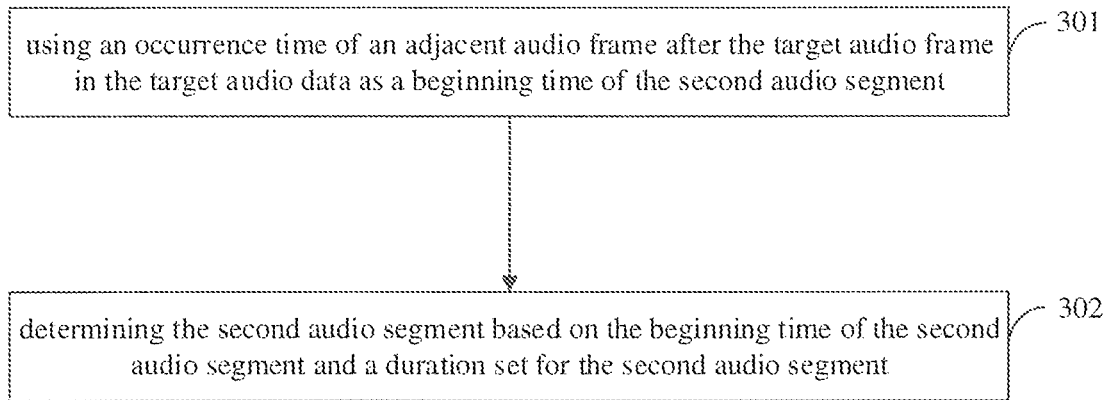 using an occurrence time of an adjacent audio frame after the target audio frame
in the target audio data as a beginning time of the second audio segment
301
determining the second audio segment based on the beginning time of the second
audio segment and a duration set for the second audio segment
302